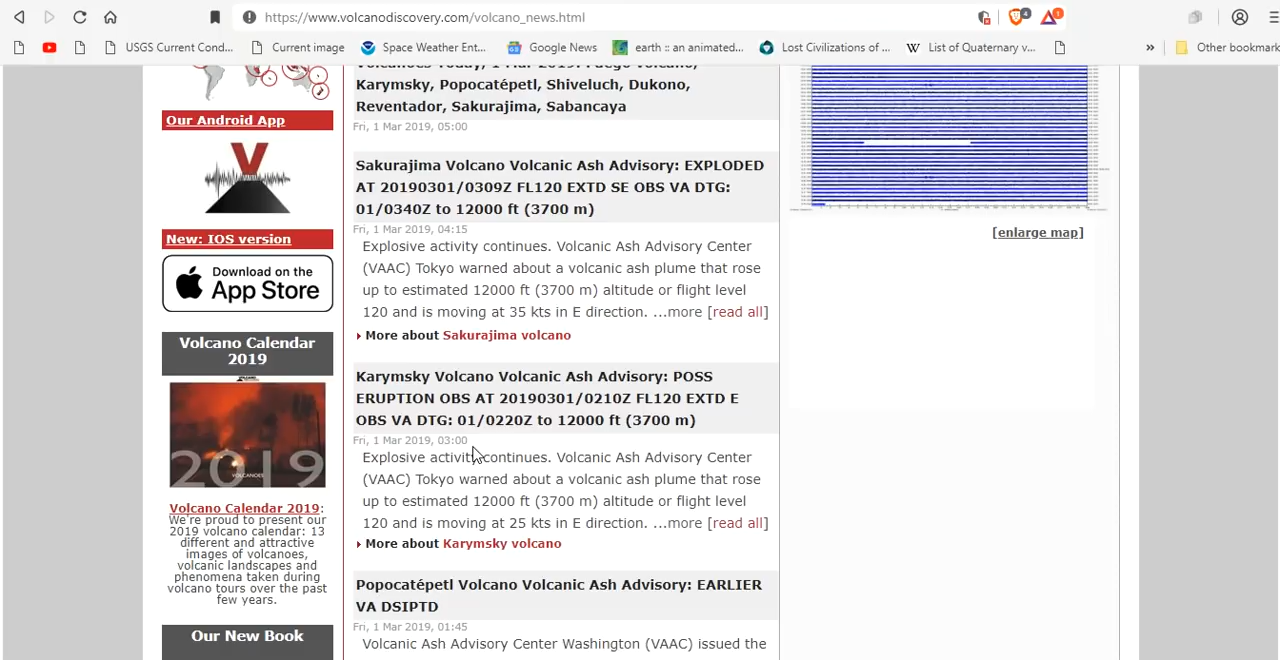 https://www.volcanodiscovery.com/volcano_news.html
4
1
USGS Current Cond...
Current image
Space Weather Ent...
Google News
earth :: an animated...
Lost Civilizations of ...
List of Quaternary v...
»
Other bookmark
Our Android App
New: IOS version
Download on the
App Store
Volcano Calendar
2019
2019
VOLCANOES
Volcano Calendar 2019:
We're proud to present our
2019 volcano calendar: 13
different and attractive
images of volcanoes,
volcanic landscapes and
phenomena taken during
volcano tours over the past
few years.
Our New Book
Volcanoes Today, 1 Mar 2019: Fuego volcano,
Karymsky, Popocatépetl, Shiveluch, Dukono,
Reventador, Sakurajima, Sabancaya
Fri, 1 Mar 2019, 05:00
Sakurajima Volcano Volcanic Ash Advisory: EXPLODED
AT 20190301/0309Z FL120 EXTD SE OBS VA DTG:
01/0340Z to 12000 ft (3700 m)
Fri, 1 Mar 2019, 04:15
Explosive activity continues. Volcanic Ash Advisory Center
(VAAC) Tokyo warned about a volcanic ash plume that rose
up to estimated 12000 ft (3700 m) altitude or flight level
120 and is moving at 35 kts in E direction. ...more [read all]
More about Sakurajima volcano
Karymsky Volcano Volcanic Ash Advisory: POSS
ERUPTION OBS AT 20190301/0210Z FL120 EXTD E
OBS VA DTG: 01/0220Z to 12000 ft (3700 m)
Fri, 1 Mar 2019, 03:00
Explosive activity continues. Volcanic Ash Advisory Center
(VAAC) Tokyo warned about a volcanic ash plume that rose
up to estimated 12000 ft (3700 m) altitude or flight level
120 and is moving at 25 kts in E direction. ...more [read all]
More about Karymsky volcano
Popocatépetl Volcano Volcanic Ash Advisory: EARLIER
VA DSIPTD
Fri, 1 Mar 2019, 01:45
Volcanic Ash Advisory Center Washington (VAAC) issued the
[enlarge map]